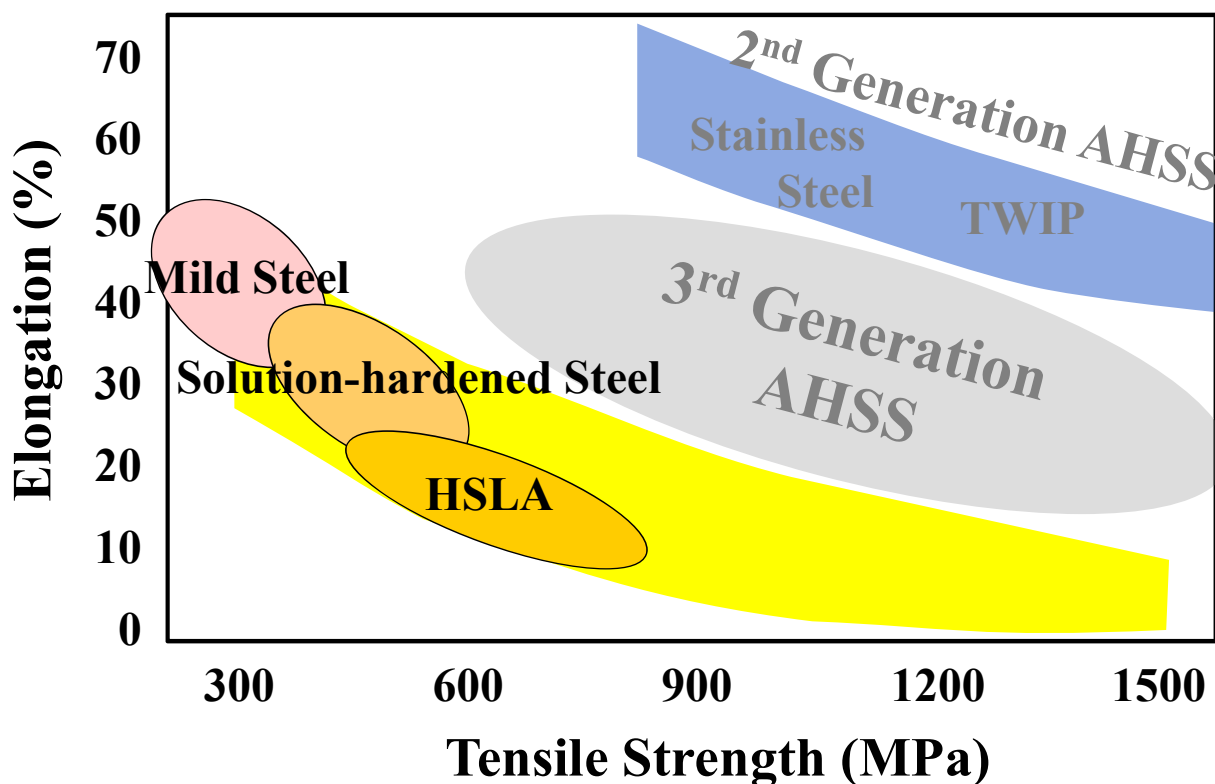 70
60
50
40
30
20
10
0
Elongation (%)
2nd Generation AHSS
Stainless
Steel
TWIP
Mild Steel
3rd Generation
AHSS
Solution-hardened Steel
HSLA
300 600 900 1200 1500
Tensile Strength (MPa)